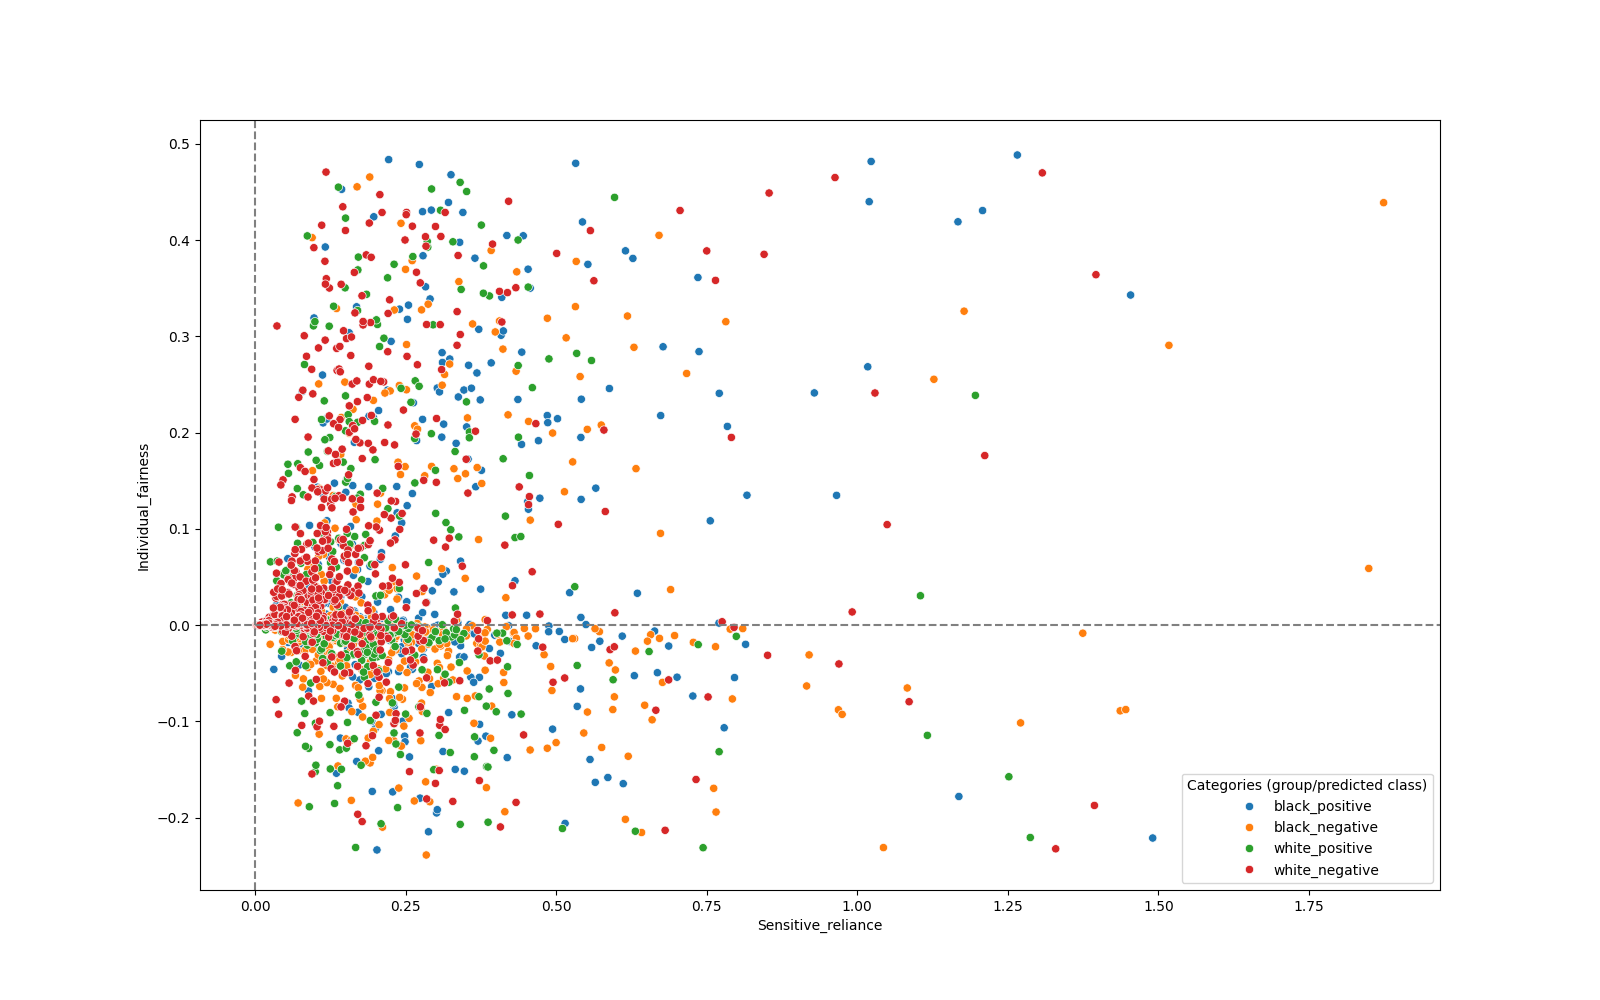 0.5
0.4
0.3
0.2
0.1
0.0
−0.1
−0.2
Individual_fairness
0.00 0.25 0.50 0.75 1.00 1.25 1.50 1.75
Sensitive_reliance
Categories (group/predicted class)
black_positive
black_negative
white_positive
white_negative